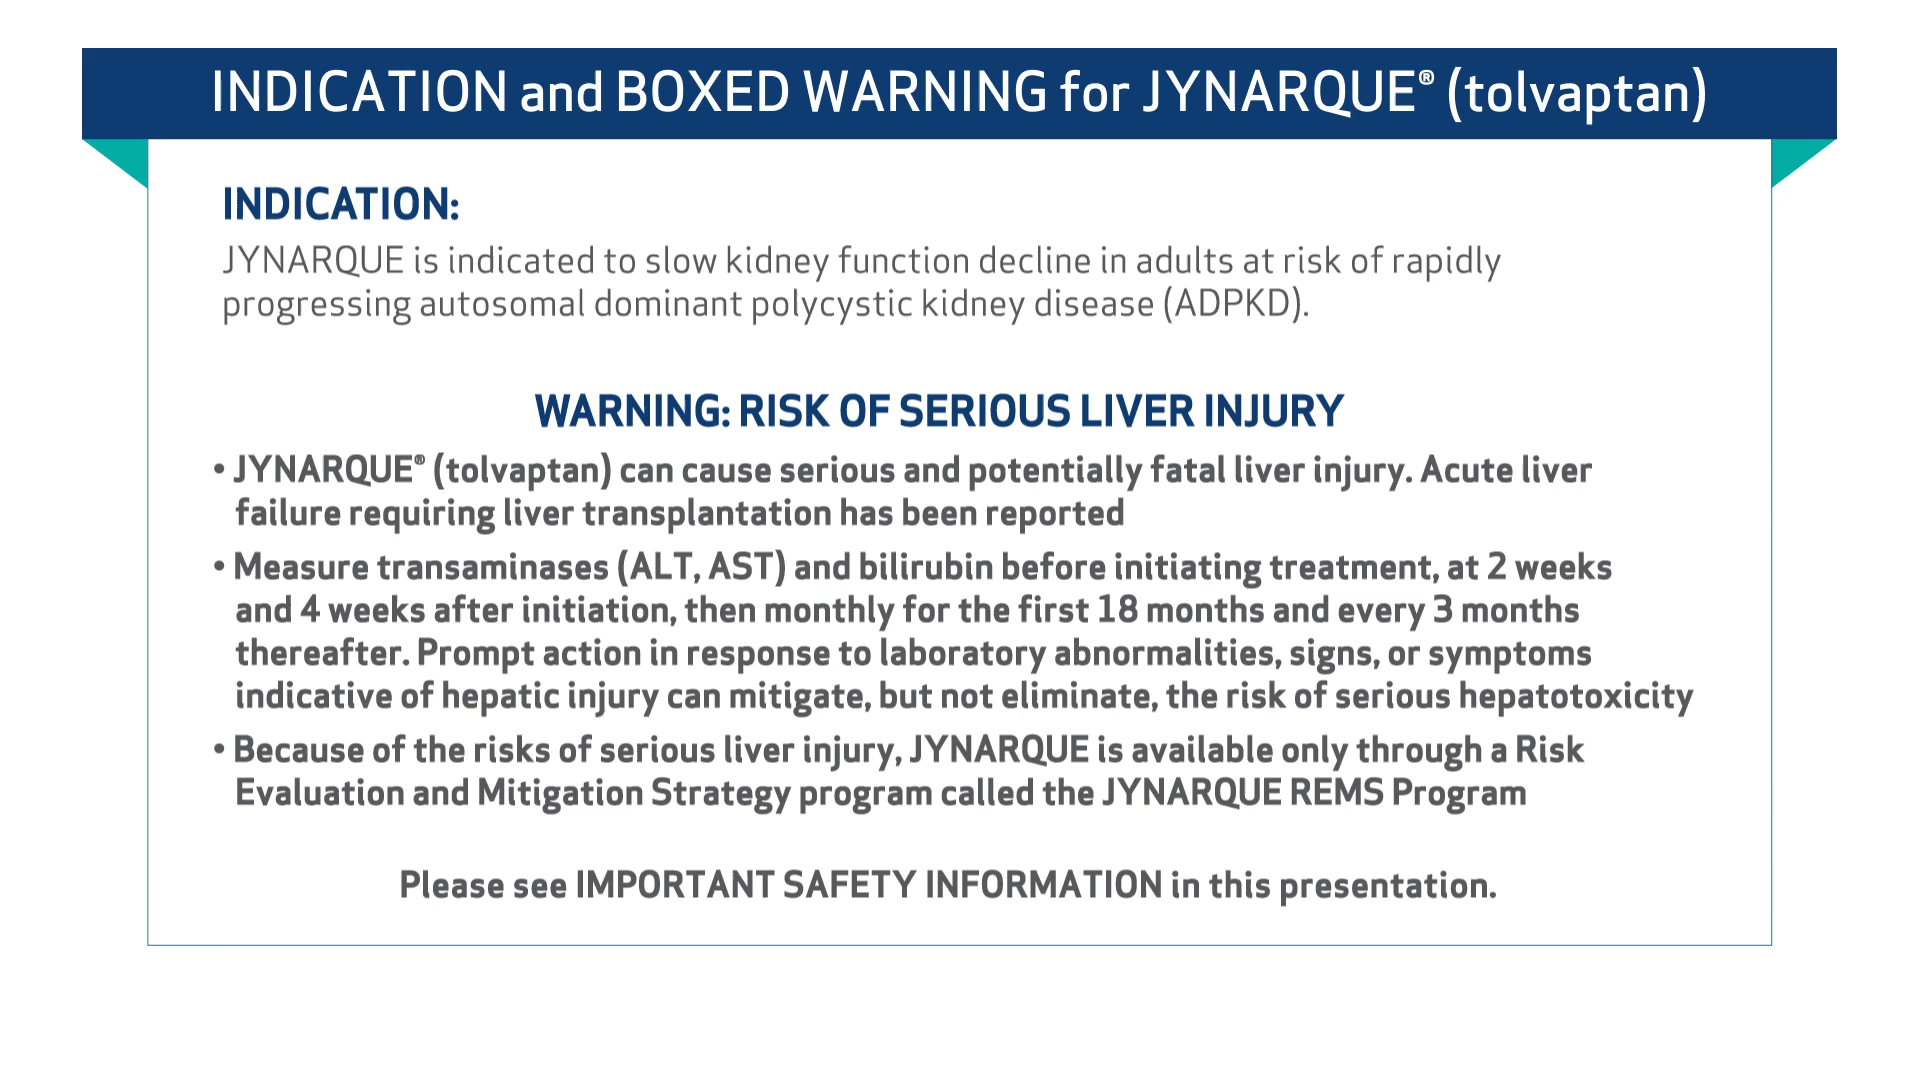 INDICATION and BOXED WARNING for JYNARQUE® (tolvaptan)
INDICATION:
JYNARQUE is indicated to slow kidney function decline in adults at risk of rapidly
progressing autosomal dominant polycystic kidney disease (ADPKD).
WARNING: RISK OF SERIOUS LIVER INJURY
• JYNARQUE® (tolvaptan) can cause serious and potentially fatal liver injury. Acute liver
failure requiring liver transplantation has been reported
• Measure transaminases (ALT, AST) and bilirubin before initiating treatment, at 2 weeks
and 4 weeks after initiation, then monthly for the first 18 months and every 3 months
thereafter. Prompt action in response to laboratory abnormalities, signs, or symptoms
indicative of hepatic injury can mitigate, but not eliminate, the risk of serious hepatotoxicity
• Because of the risks of serious liver injury, JYNARQUE is available only through a Risk
Evaluation and Mitigation Strategy program called the JYNARQUE REMS Program
Please see IMPORTANT SAFETY INFORMATION in this presentation.